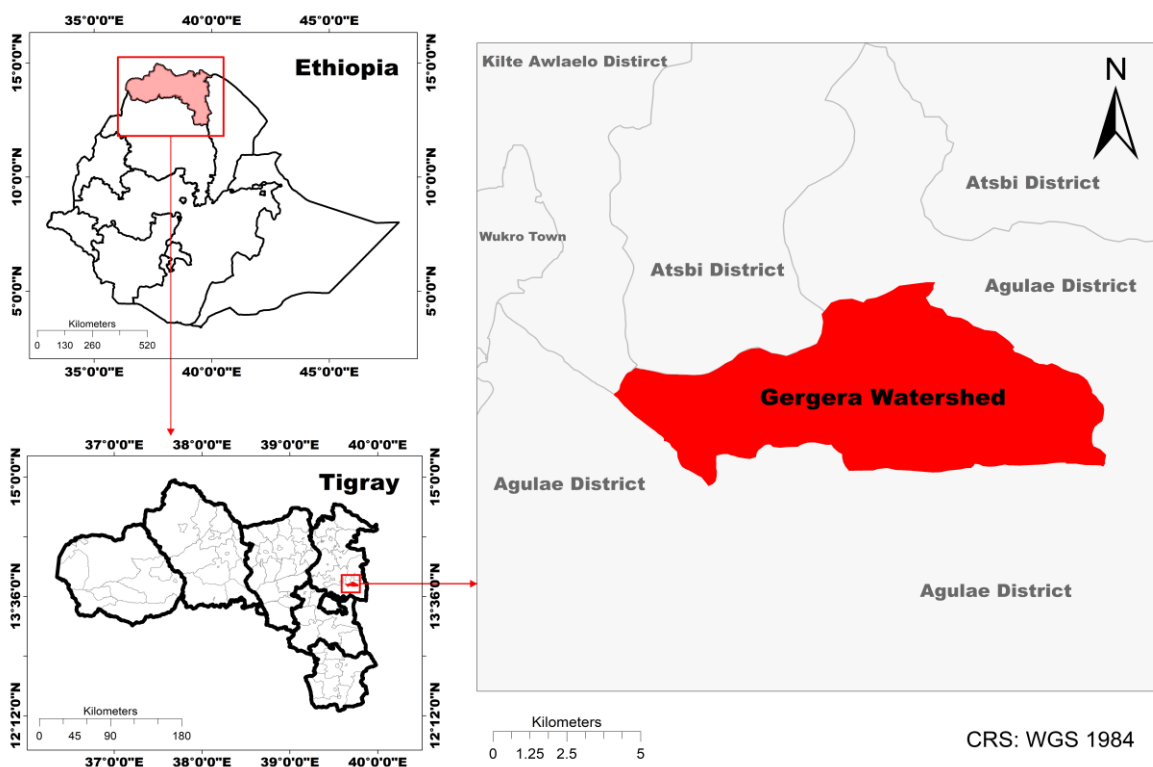 35°0'0"E 40°0'0"E 45°0'0"E
Ethiopia
15°0'0"N 15°0'0"N
10°0'0"N 10°0'0"N
5°0'0"N 5°0'0"N
Kilometers
0 130 260 520
35°0'0"E 40°0'0"E 45°0'0"E
37°0'0"E 38°0'0"E 39°0'0"E 40°0'0"E
Tigray
15°0'0"N 15°0'0"N
13°36'0"N 13°36'0"N
12°12'0"N 12°12'0"N
Kilometers
0 45 90 180
37°0'0"E 38°0'0"E 39°0'0"E 40°0'0"E
Kilte Awlaelo Distirct
N
Atsbi District
Wukro Town
Atsbi District
Agulae District
Gergera Watershed
Agulae District
Agulae District
Kilometers
0 1.25 2.5 5
CRS: WGS 1984